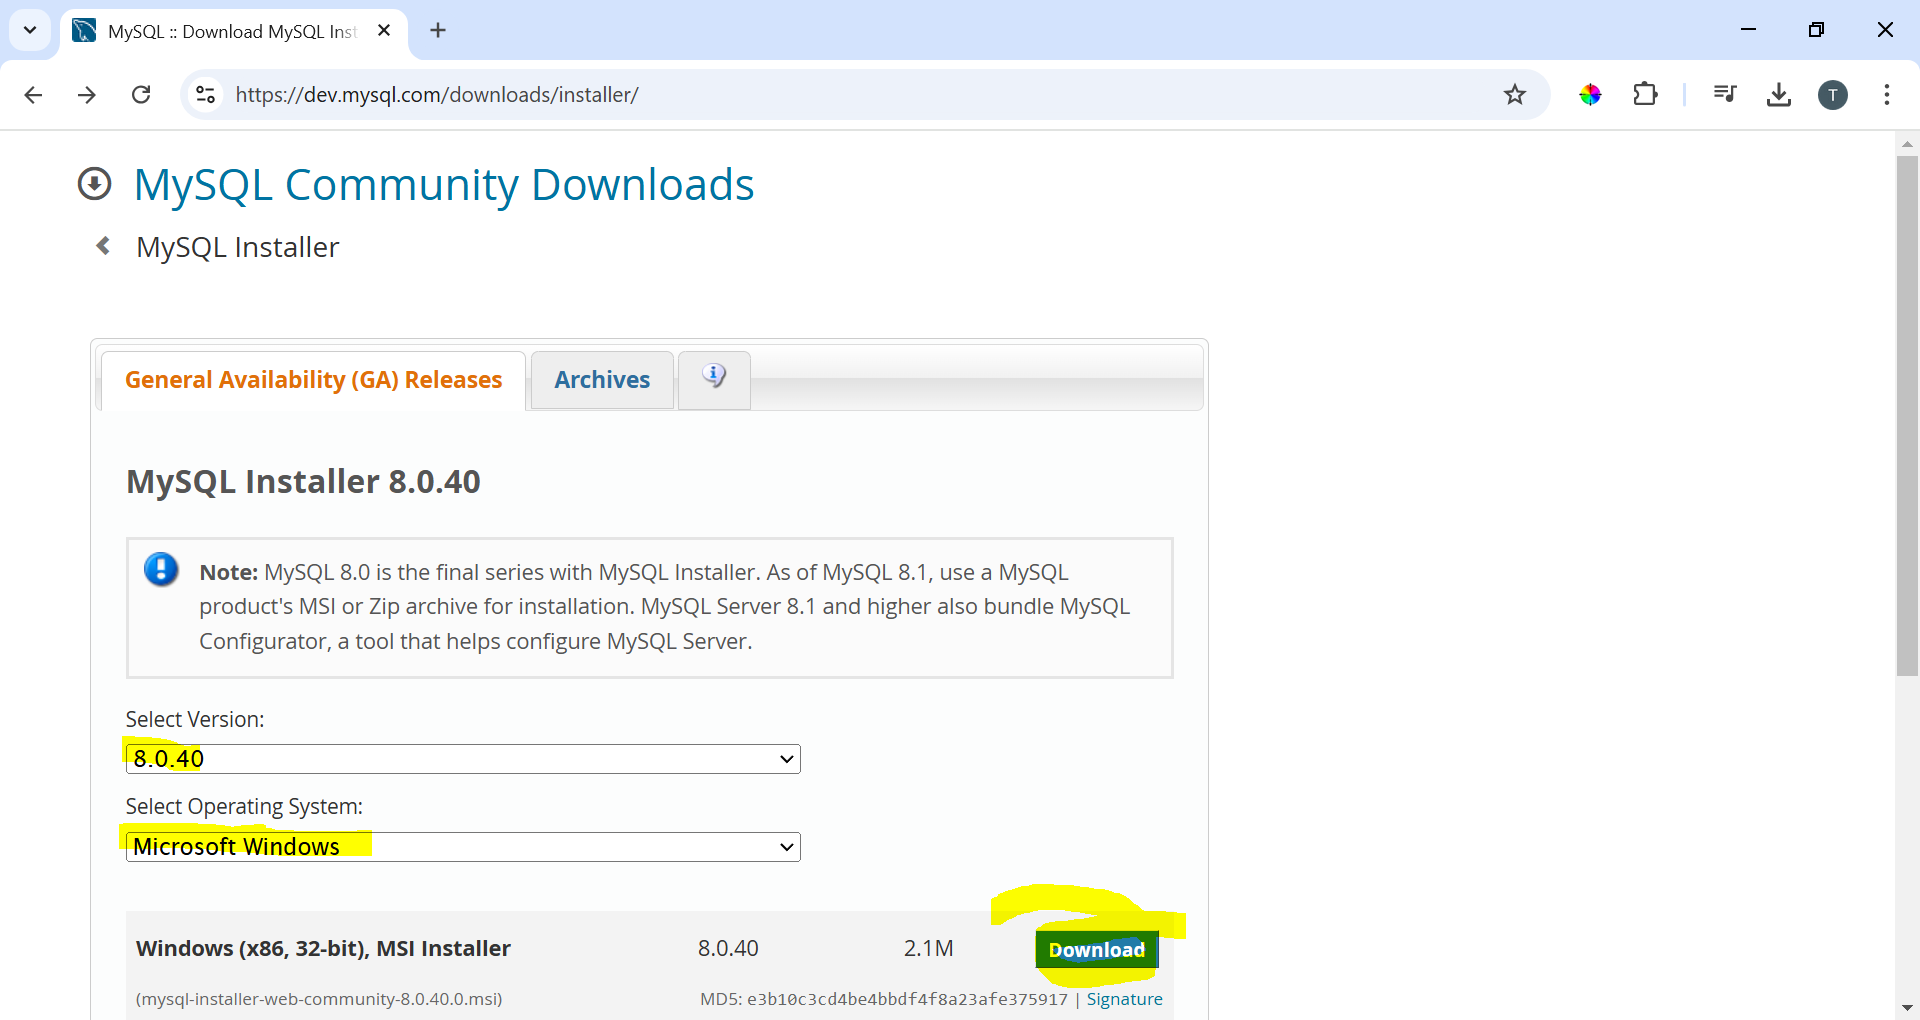 MySQL :: Download MySQL Inst
https://dev.mysql.com/downloads/installer/
T
MySQL Community Downloads
MySQL Installer
General Availability (GA) Releases
Archives
MySQL Installer 8.0.40
Note: MySQL 8.0 is the final series with MySQL Installer. As of MySQL 8.1, use a MySQL
product's MSI or Zip archive for installation. MySQL Server 8.1 and higher also bundle MySQL
Configurator, a tool that helps configure MySQL Server.
Select Version:
8.0.40
Select Operating System:
Microsoft Windows
Windows (x86, 32-bit), MSI Installer 8.0.40 2.1M Download
(mysql-installer-web-community-8.0.40.0.msi) MD5: e3b10c3cd4be4bbdf4f8a23afe375917 | Signature